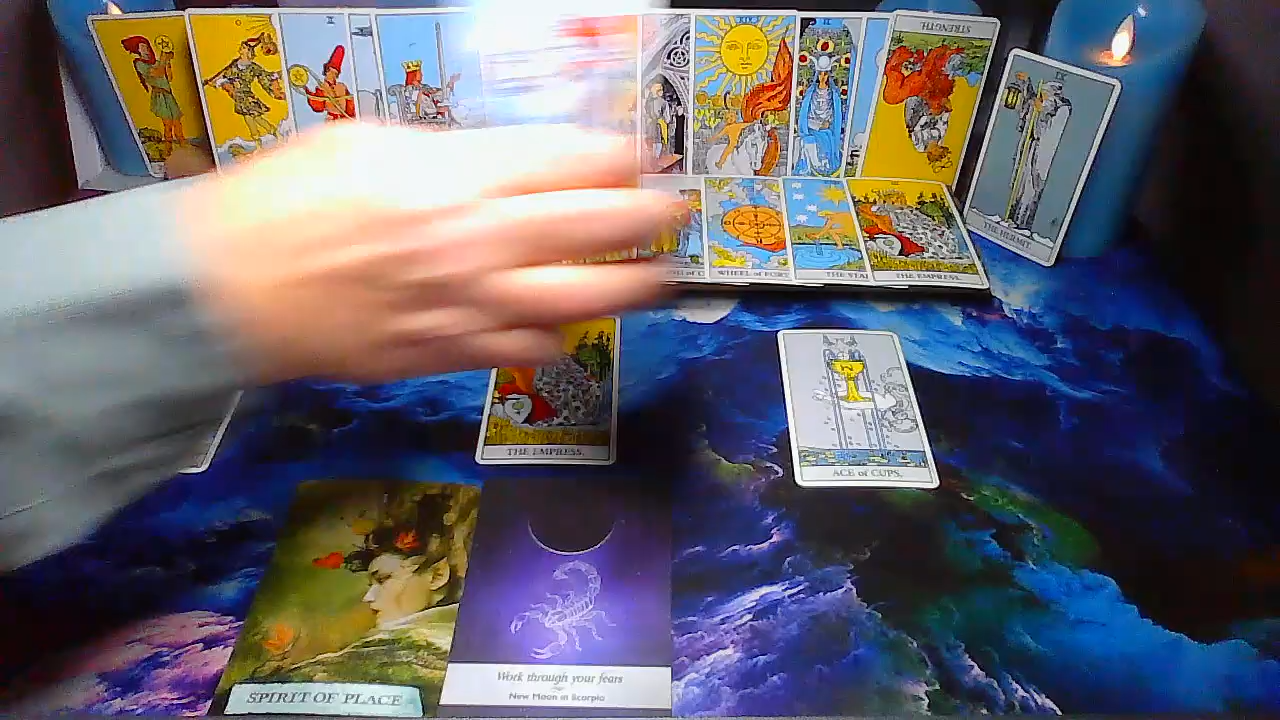 STRENGTH.
IX
THE HERMIT.
WHEEL of FORT
THE STAR
THE EMPRESS.
THE EMPRESS.
ACE of CUPS.
SPIRIT OF PLACE
Work through your fears
New Moon in Scorpio